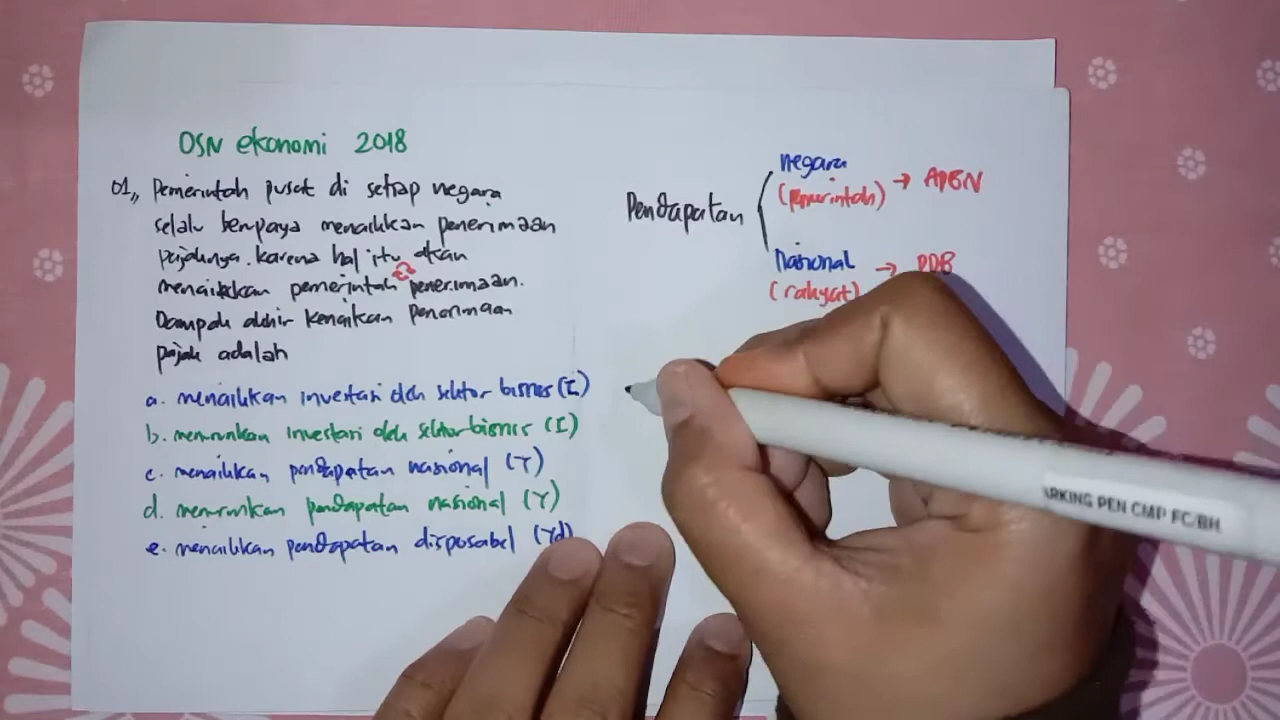 OSN ekonomi 2018
01,, Pemerintah pusat di setiap negara
selalu berupaya menaikkan penerimaan
pajaknya. karena hal itu akan
menaikkan pemerintah penerimaan.
Dampak akhir kenaikan penerimaan
pajak adalah
a. menaikkan investasi oleh sektor bisnis (I)
b. menurunkan investasi oleh sektor bisnis (I)
c. menaikkan pendapatan nasional (Y)
d. menurunkan pendapatan nasional (Y)
e. menaikkan pendapatan disposabel (Yd)
Pendapatan
negara
(pemerintah) → APBN
nasional → PDB
(rakyat)
ARKING PEN CMP FC/BH